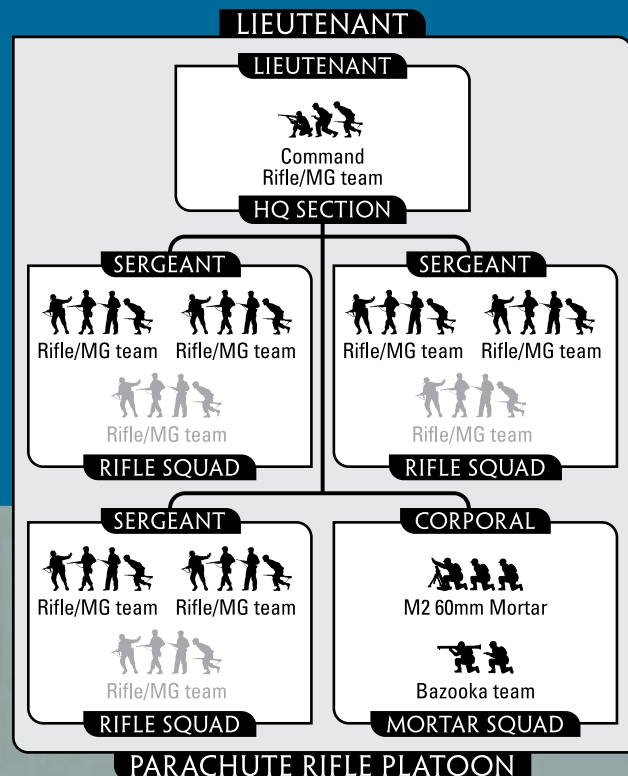 LIEUTENANT
LIEUTENANT
Command
Rifle/MG team
HQ SECTION
SERGEANT
Rifle/MG team
Rifle/MG team
Rifle/MG team
RIFLE SQUAD
SERGEANT
Rifle/MG team
Rifle/MG team
Rifle/MG team
RIFLE SQUAD
SERGEANT
Rifle/MG team
Rifle/MG team
Rifle/MG team
RIFLE SQUAD
CORPORAL
M2 60mm Mortar
Bazooka team
MORTAR SQUAD
PARACHUTE RIFLE PLATOON